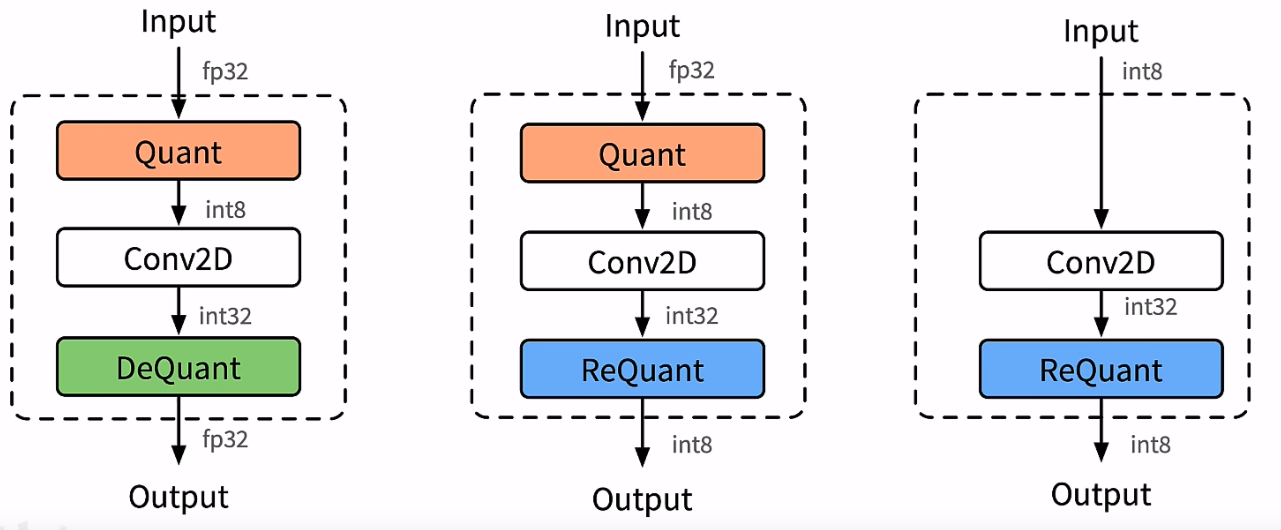 Input
fp32
Quant
int8
Conv2D
int32
DeQuant
fp32
Output
Input
fp32
Quant
int8
Conv2D
int32
ReQuant
int8
Output
Input
int8
Conv2D
int32
ReQuant
int8
Output